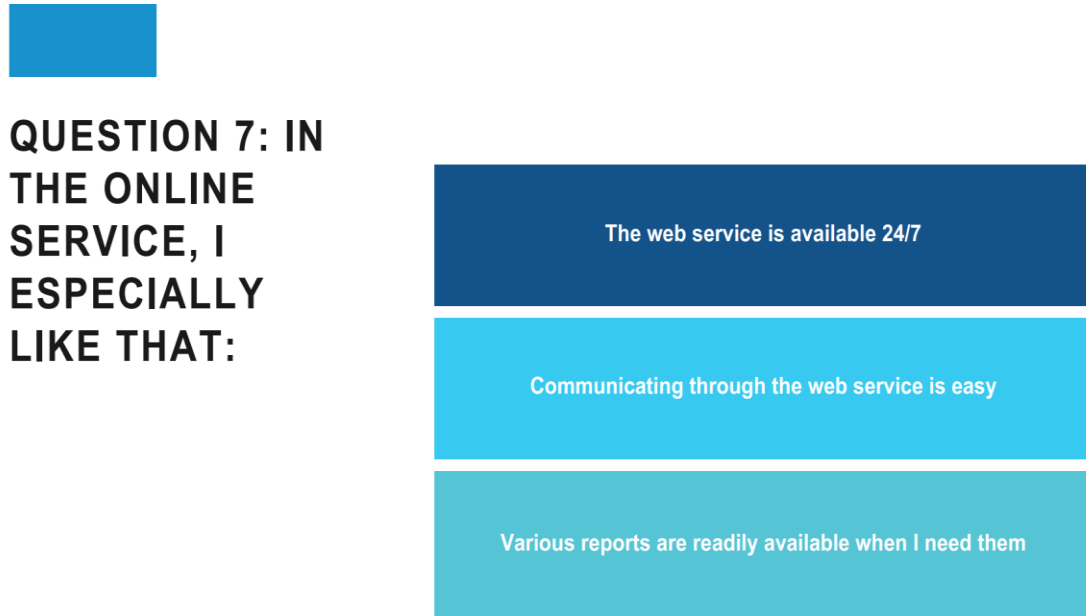 QUESTION 7: IN
THE ONLINE
SERVICE, I
ESPECIALLY
LIKE THAT:
The web service is available 24/7
Communicating through the web service is easy
Various reports are readily available when I need them